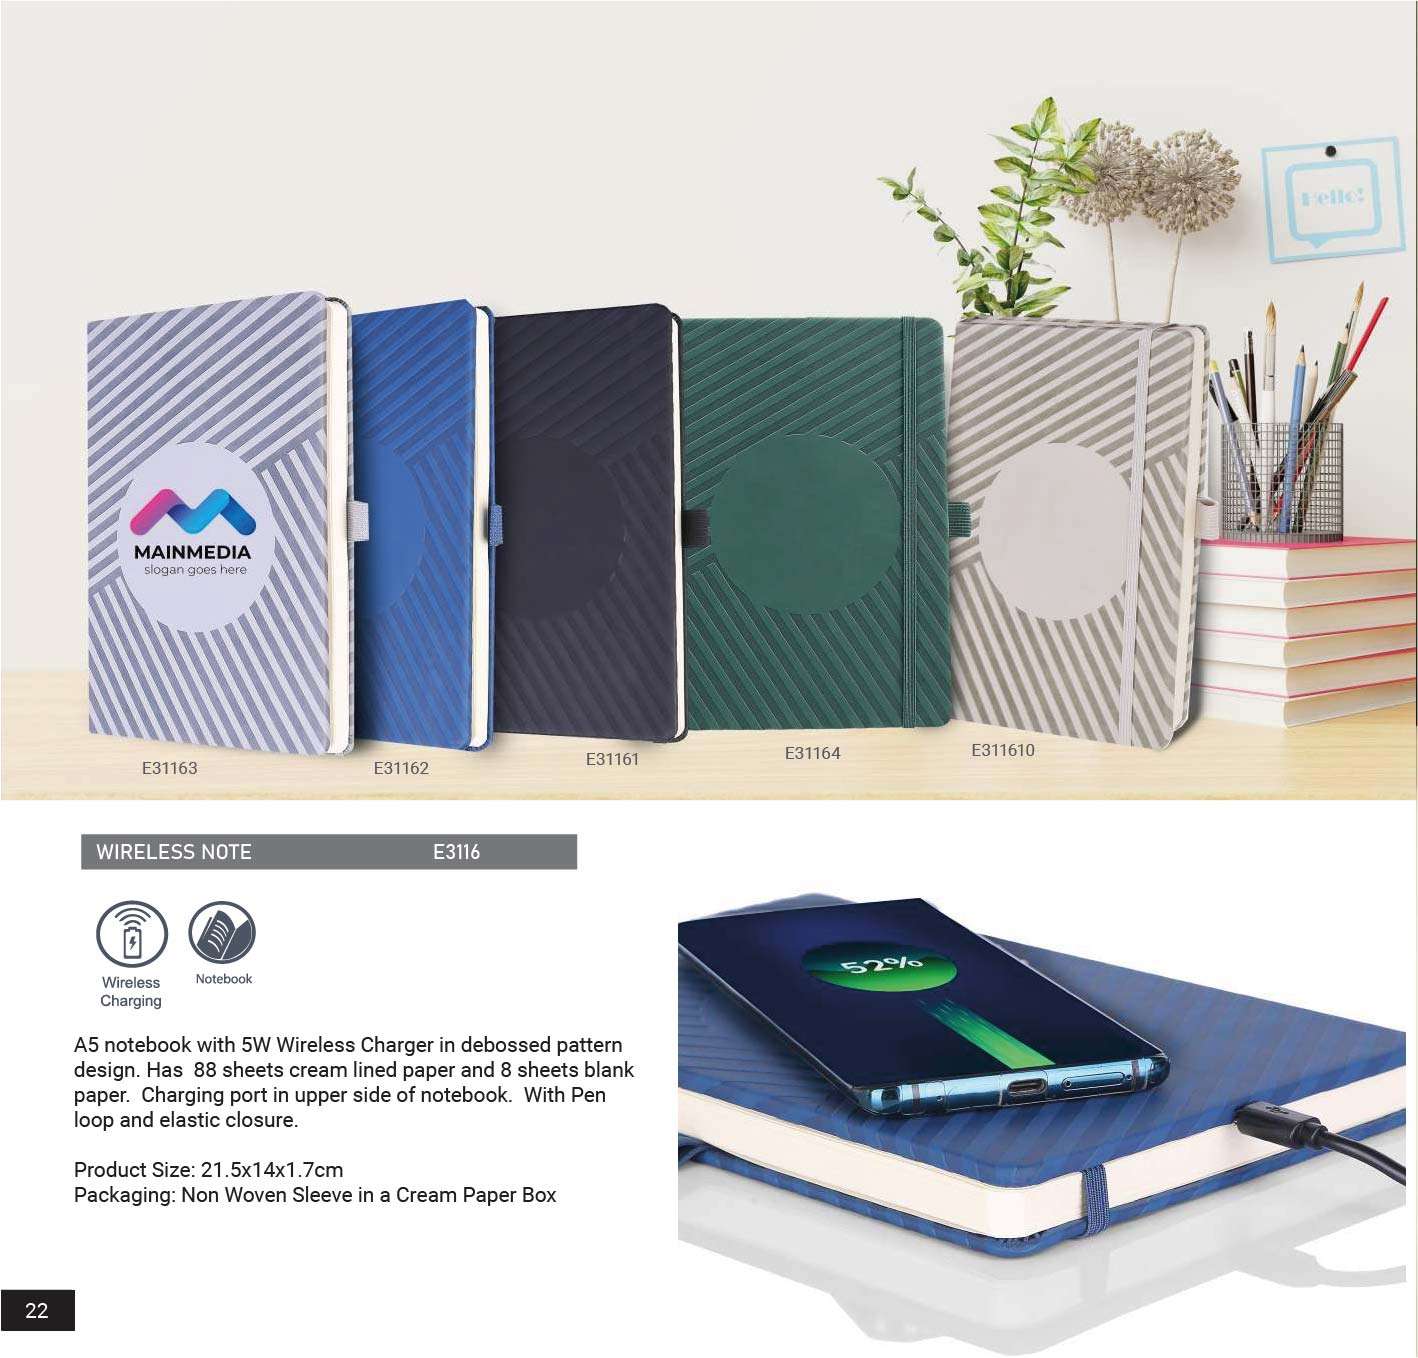 Hello!
MAINMEDIA
slogan goes here
E31163
E31162
E31161
E31164
E311610
WIRELESS NOTE E3116
Wireless
Charging
Notebook
52%
A5 notebook with 5W Wireless Charger in debossed pattern
design. Has  88 sheets cream lined paper and 8 sheets blank
paper.  Charging port in upper side of notebook.  With Pen
loop and elastic closure.
Product Size: 21.5x14x1.7cm
Packaging: Non Woven Sleeve in a Cream Paper Box
22